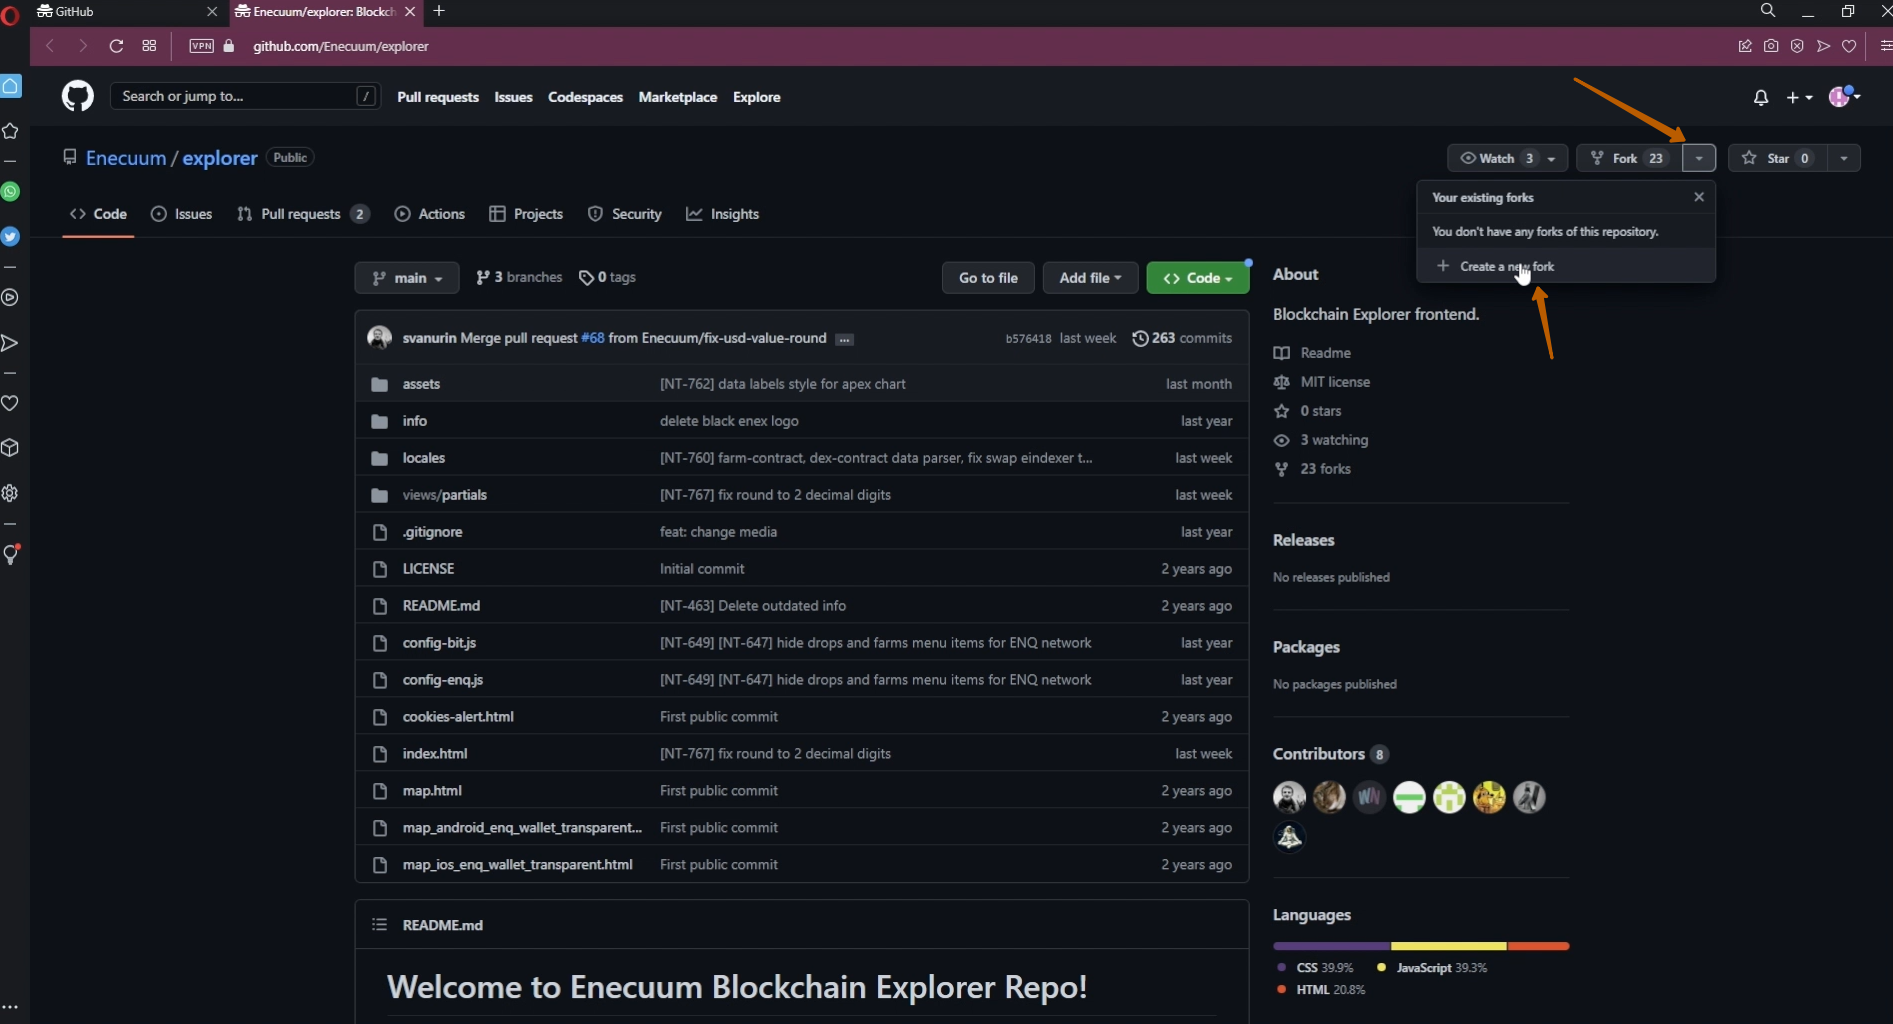 GitHub
Enecuum/explorer: Blockch
VPN github.com/Enecuum/explorer
Search or jump to... /
Pull requests Issues Codespaces Marketplace Explore
Enecuum / explorer Public
Watch 3 Fork 23 Star 0
Code Issues Pull requests 2 Actions Projects Security Insights
Your existing forks
You don't have any forks of this repository.
Create a new fork
main 3 branches 0 tags
Go to file Add file Code
svanurin Merge pull request #68 from Enecuum/fix-usd-value-round ... b576418 last week 263 commits
assets [NT-762] data labels style for apex chart last month
info delete black enex logo last year
locales [NT-760] farm-contract, dex-contract data parser, fix swap eindexer t... last week
views/partials [NT-767] fix round to 2 decimal digits last week
.gitignore feat: change media last year
LICENSE Initial commit 2 years ago
README.md [NT-463] Delete outdated info 2 years ago
config-bit.js [NT-649] [NT-647] hide drops and farms menu items for ENQ network last year
config-enq.js [NT-649] [NT-647] hide drops and farms menu items for ENQ network last year
cookies-alert.html First public commit 2 years ago
index.html [NT-767] fix round to 2 decimal digits last week
map.html First public commit 2 years ago
map_android_enq_wallet_transparent... First public commit 2 years ago
map_ios_enq_wallet_transparent.html First public commit 2 years ago
README.md
Welcome to Enecuum Blockchain Explorer Repo!
About
Blockchain Explorer frontend.
Readme
MIT license
0 stars
3 watching
23 forks
Releases
No releases published
Packages
No packages published
Contributors 8
WN
Languages
CSS 39.9% JavaScript 39.3%
HTML 20.8%